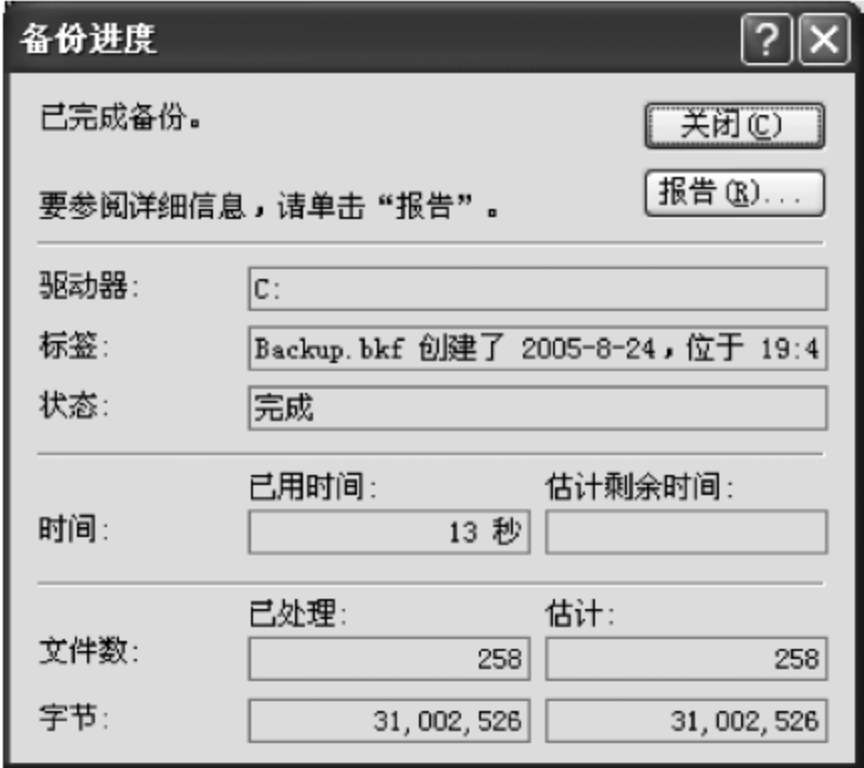 备份进度
已完成备份。
关闭(C)
要参阅详细信息，请单击“报告”。
报告(R)...
驱动器: C:
标签: Backup.bkf 创建了 2005-8-24，位于 19:4
状态: 完成
已用时间: 估计剩余时间:
时间: 13 秒
已处理: 估计:
文件数: 258 258
字节: 31,002,526 31,002,526